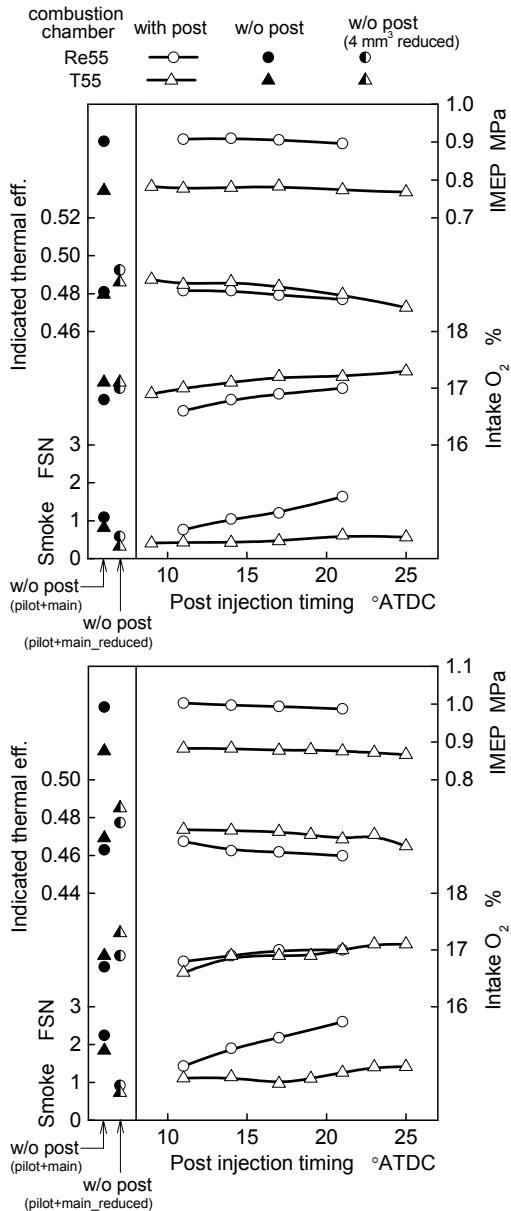 combustion chamber with post w/o post w/o post
(4 mm³ reduced)
Re55
T55
1.0
0.9
0.8
0.7
IMEP MPa
0.52
0.50
0.48
0.46
Indicated thermal eff.
18
17
16
Intake O₂ %
3
2
1
0
Smoke FSN
10 15 20 25
w/o post
(pilot+main)
Post injection timing °ATDC
w/o post
(pilot+main_reduced)
1.1
1.0
0.9
0.8
IMEP MPa
0.50
0.48
0.46
0.44
Indicated thermal eff.
18
17
16
Intake O₂ %
3
2
1
0
Smoke FSN
10 15 20 25
w/o post
(pilot+main)
Post injection timing °ATDC
w/o post
(pilot+main_reduced)